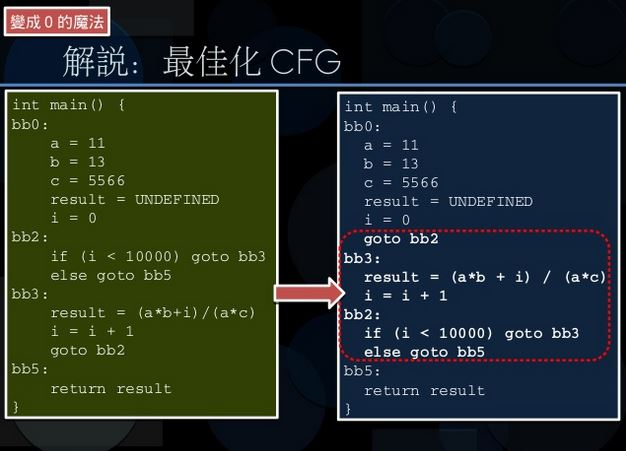 變成 0 的魔法
解説： 最佳化 CFG
int main() {
bb0:
a = 11
b = 13
c = 5566
result = UNDEFINED
i = 0
bb2:
if (i < 10000) goto bb3
else goto bb5
bb3:
result = (a*b+i)/(a*c)
i = i + 1
goto bb2
bb5:
return result
}
int main() {
bb0:
a = 11
b = 13
c = 5566
result = UNDEFINED
i = 0
goto bb2
bb3:
result = (a*b + i) / (a*c)
i = i + 1
bb2:
if (i < 10000) goto bb3
else goto bb5
bb5:
return result
}